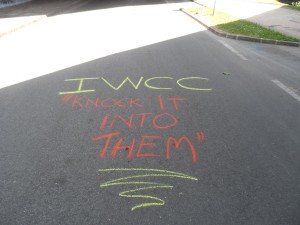 IWCC
"KNOCK IT
INTO
THEM"